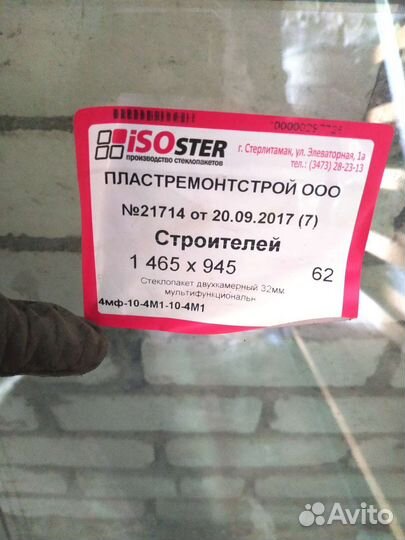 iSOSTER
производство стеклопакетов
г. Стерлитамак, ул. Элеваторная, 1а
тел.: (3473) 28-23-13
ПЛАСТРЕМОНТСТРОЙ ООО
№21714 от 20.09.2017 (7)
Строителей
1 465 x 945 62
Стеклопакет двухкамерный 32мм
мультифункциональн
4мф-10-4М1-10-4М1
Avito